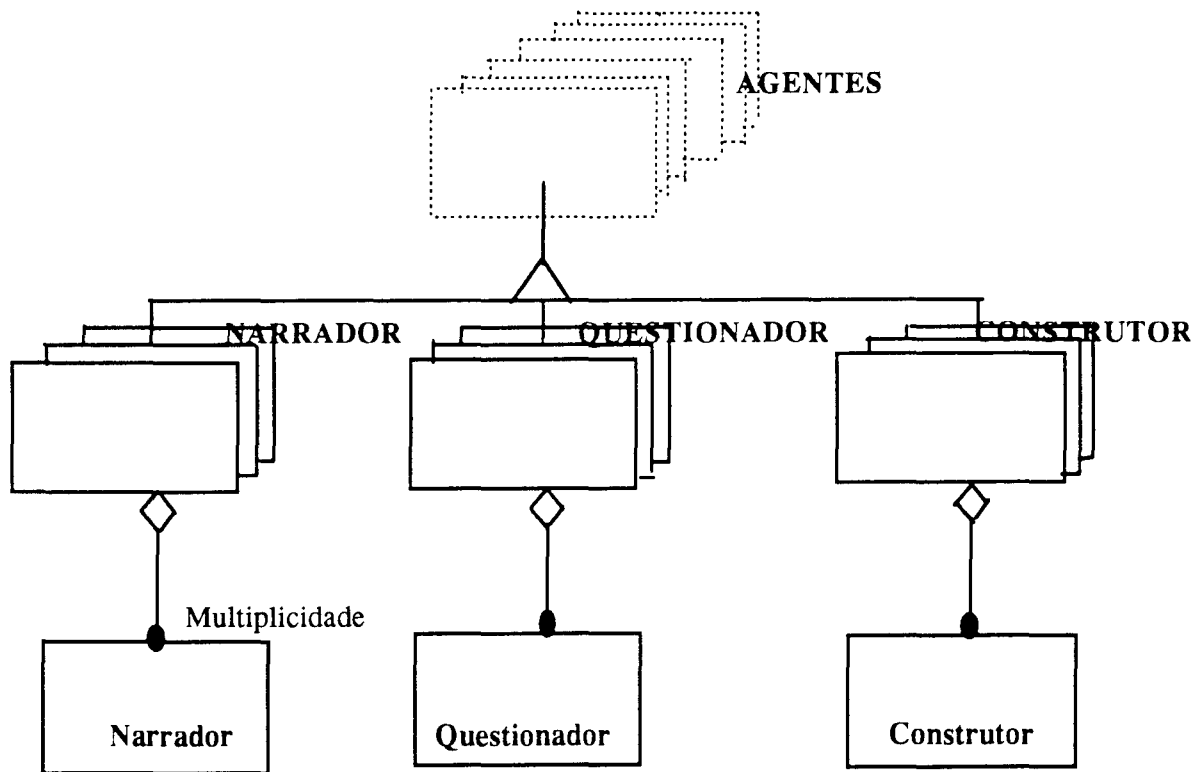 AGENTES
NARRADOR
QUESTIONADOR
CONSTRUTOR
Multiplicidade
Narrador
Questionador
Construtor